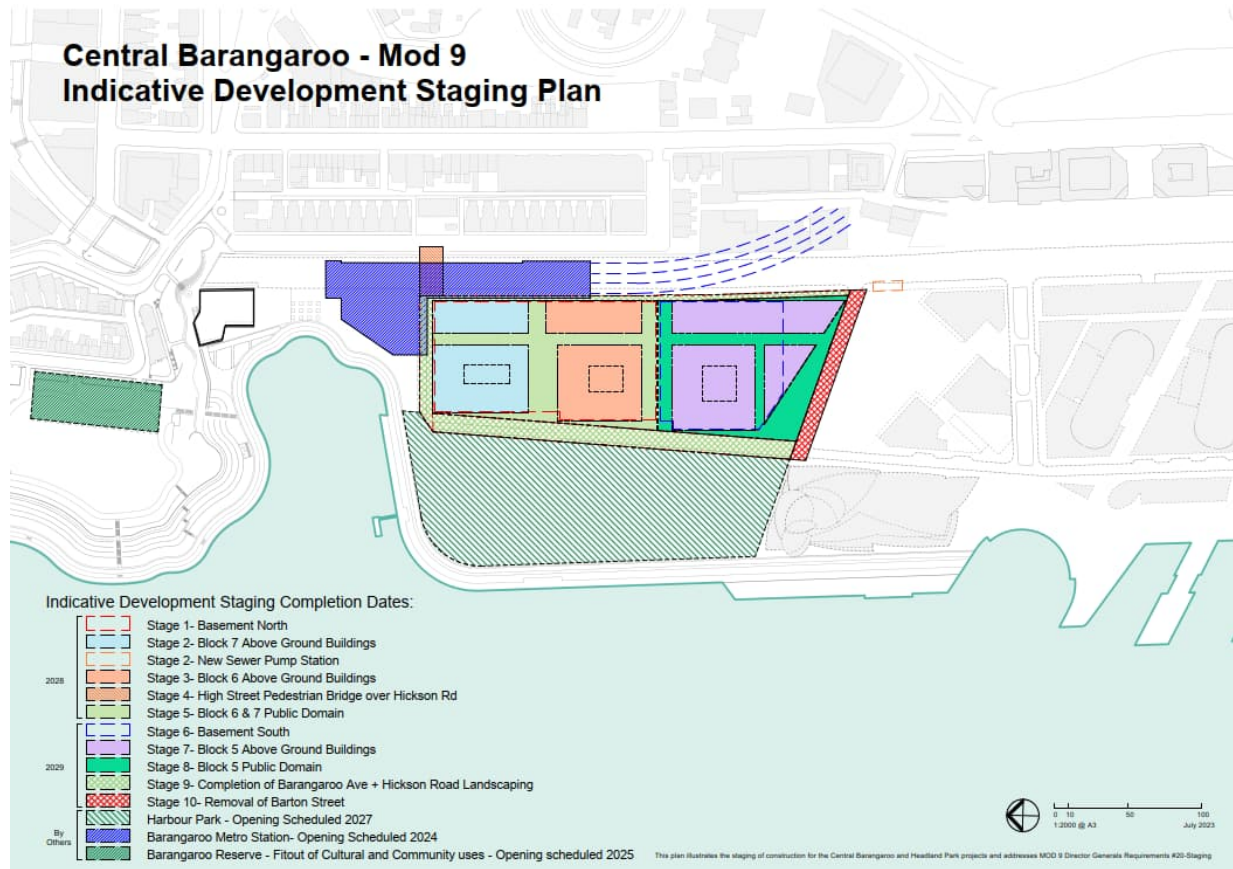 Central Barangaroo - Mod 9
Indicative Development Staging Plan
Indicative Development Staging Completion Dates:
2028
Stage 1- Basement North
Stage 2- Block 7 Above Ground Buildings
Stage 2- New Sewer Pump Station
Stage 3- Block 6 Above Ground Buildings
Stage 4- High Street Pedestrian Bridge over Hickson Rd
Stage 5- Block 6 & 7 Public Domain
2029
Stage 6- Basement South
Stage 7- Block 5 Above Ground Buildings
Stage 8- Block 5 Public Domain
Stage 9- Completion of Barangaroo Ave + Hickson Road Landscaping
Stage 10- Removal of Barton Street
By
Others
Harbour Park - Opening Scheduled 2027
Barangaroo Metro Station- Opening Scheduled 2024
Barangaroo Reserve - Fitout of Cultural and Community uses - Opening scheduled 2025
0 10 50 100
1:2000 @ A3 July 2023
This plan illustrates the staging of construction for the Central Barangaroo and Headland Park projects and addresses MOD 9 Director Generals Requirements #20-Staging